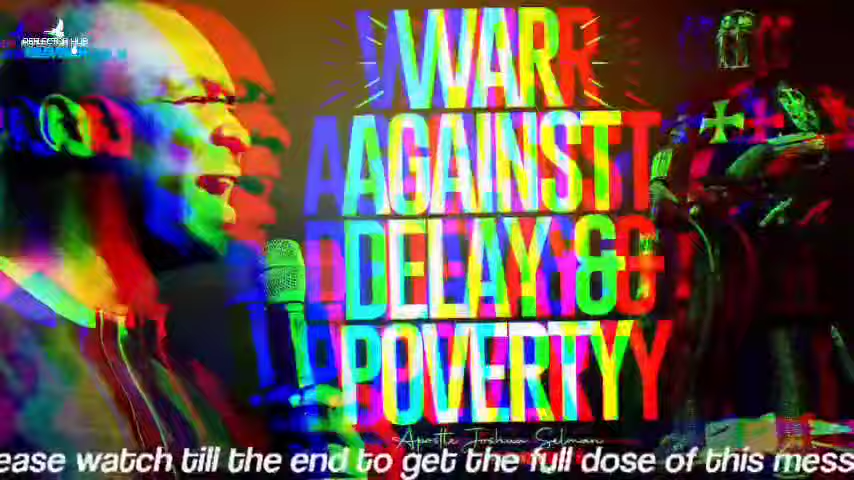 REFLECTOR HUB
WAR
AGAINST
DELAY &
POVERTY
Apostle Joshua Selman
ease watch till the end to get the full dose of this mess